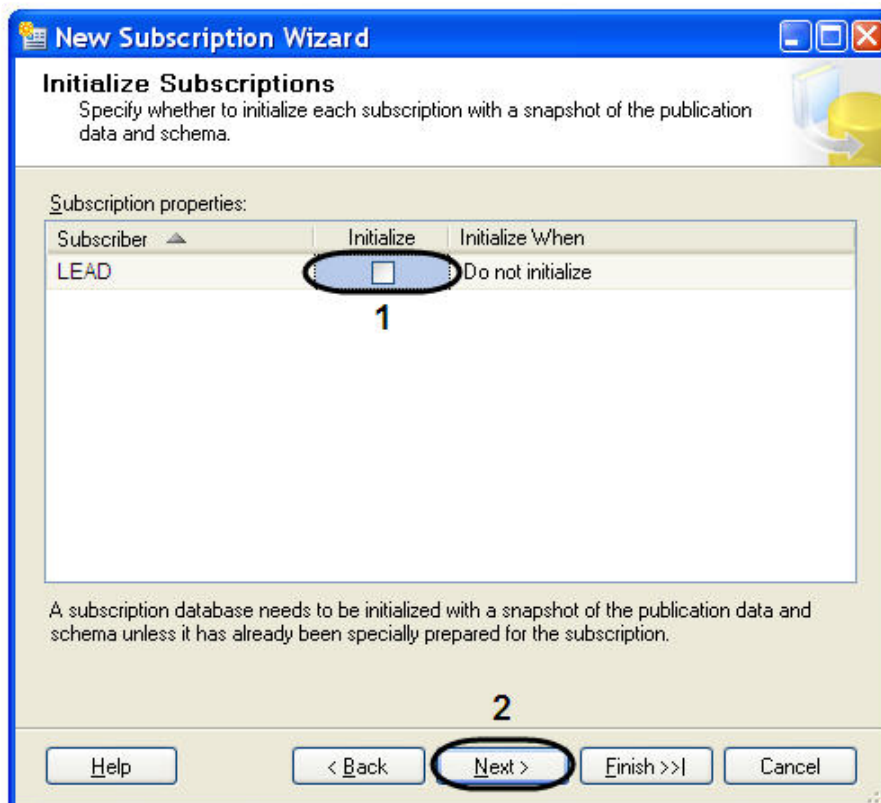 New Subscription Wizard
Initialize Subscriptions
Specify whether to initialize each subscription with a snapshot of the publication
data and schema.
Subscription properties:
Subscriber Initialize Initialize When
LEAD Do not initialize
1
A subscription database needs to be initialized with a snapshot of the publication data and
schema unless it has already been specially prepared for the subscription.
2
Help < Back Next > Finish >>| Cancel